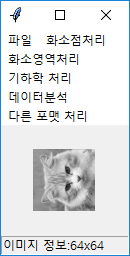 파일 화소점처리
화소영역처리
기하학 처리
데이터분석
다른 포맷 처리
이미지 정보:64x64